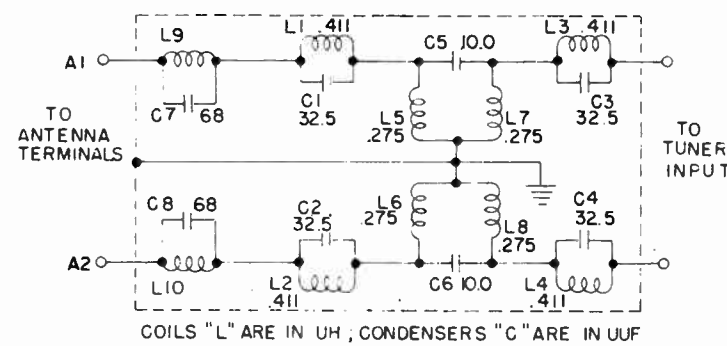 L9
L1 .411
C5 10.0
L3 .411
A1
C7 68
C1
32.5
L5
.275
L7
.275
C3
32.5
TO
ANTENNA
TERMINALS
TO
TUNER
INPUT
C8 68
C2
32.5
L6
.275
L8
.275
C4
32.5
A2
L10
L2
.411
C6 10.0
L4
.411
COILS "L" ARE IN UH ; CONDENSERS "C" ARE IN UUF